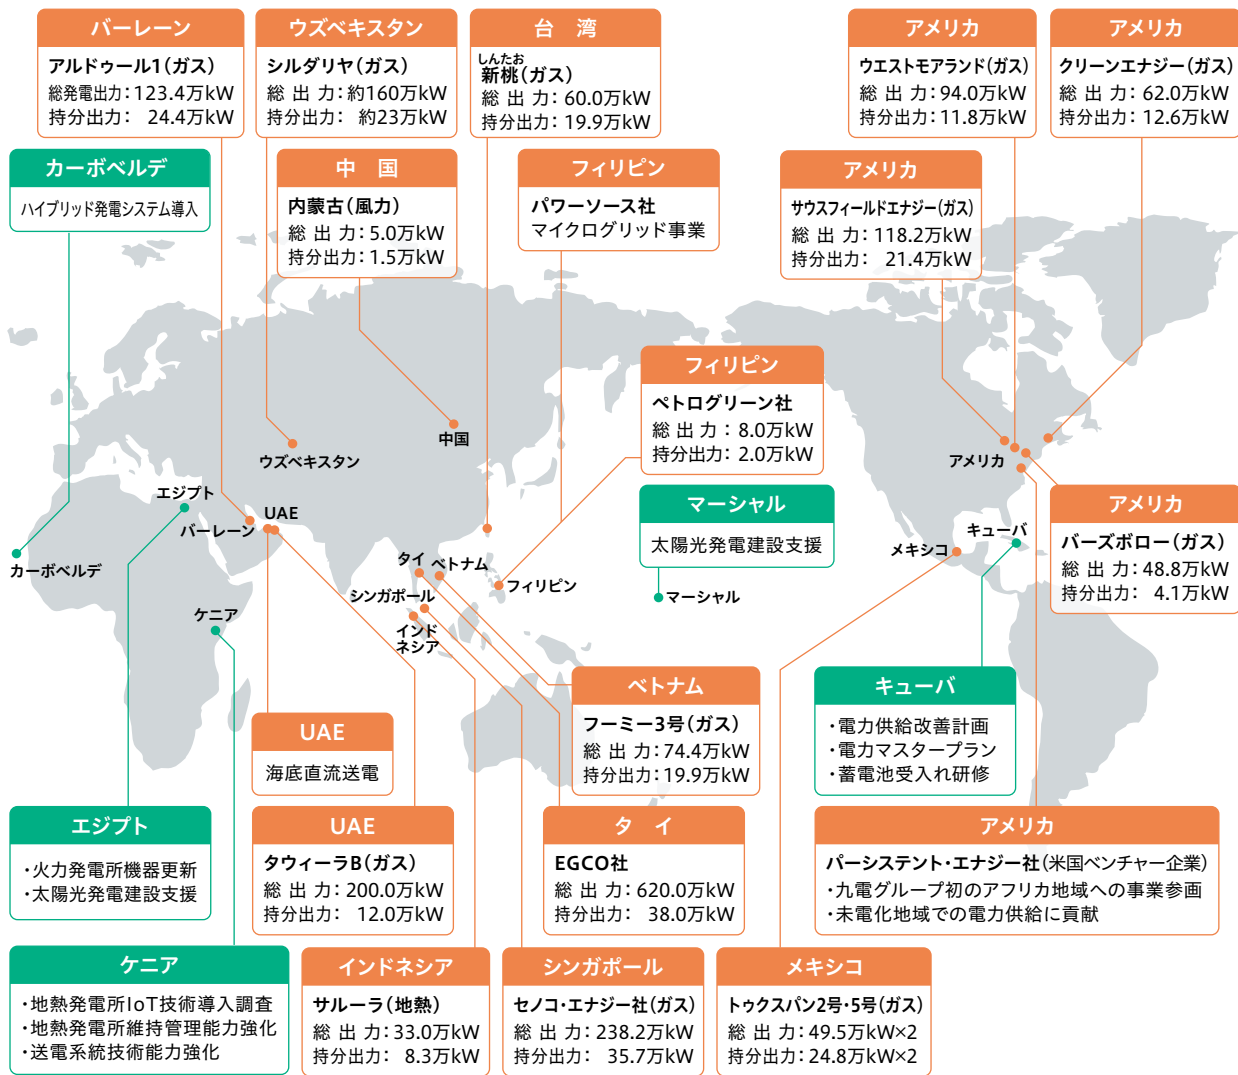 バーレーン
アルドゥール1(ガス)
総発電出力:123.4万kW
持分出力: 24.4万kW
ウズベキスタン
シルダリヤ(ガス)
総出力:約160万kW
持分出力: 約23万kW
台 湾
しんたお
新桃(ガス)
総出力:60.0万kW
持分出力:19.9万kW
アメリカ
ウエストモアランド(ガス)
総出力:94.0万kW
持分出力:11.8万kW
アメリカ
クリーンエナジー(ガス)
総出力:62.0万kW
持分出力:12.6万kW
カーボベルデ
ハイブリッド発電システム導入
中 国
内蒙古(風力)
総出力:5.0万kW
持分出力:1.5万kW
フィリピン
パワーソース社
マイクログリッド事業
アメリカ
サウスフィールドエナジー(ガス)
総出力:118.2万kW
持分出力: 21.4万kW
フィリピン
ペトログリーン社
総出力:8.0万kW
持分出力:2.0万kW
中国
ウズベキスタン
アメリカ
エジプト
バーレーン
UAE
カーボベルデ
マーシャル
太陽光発電建設支援
キューバ
メキシコ
アメリカ
バーズボロー(ガス)
総出力:48.8万kW
持分出力: 4.1万kW
タイ
ベトナム
フィリピン
シンガポール
マーシャル
ケニア
インド
ネシア
ベトナム
フーミー3号(ガス)
総出力:74.4万kW
持分出力:19.9万kW
キューバ
・電力供給改善計画
・電力マスタープラン
・蓄電池受入れ研修
UAE
海底直流送電
エジプト
・火力発電所機器更新
・太陽光発電建設支援
UAE
タウィーラB(ガス)
総出力:200.0万kW
持分出力: 12.0万kW
タ イ
EGCO社
総出力:620.0万kW
持分出力: 38.0万kW
アメリカ
パーシステント・エナジー社(米国ベンチャー企業)
・九電グループ初のアフリカ地域への事業参画
・未電化地域での電力供給に貢献
ケニア
・地熱発電所IoT技術導入調査
・地熱発電所維持管理能力強化
・送電系統技術能力強化
インドネシア
サルーラ(地熱)
総出力:33.0万kW
持分出力: 8.3万kW
シンガポール
セノコ・エナジー社(ガス)
総出力:238.2万kW
持分出力: 35.7万kW
メキシコ
トゥクスパン2号・5号(ガス)
総出力:49.5万kW×2
持分出力:24.8万kW×2